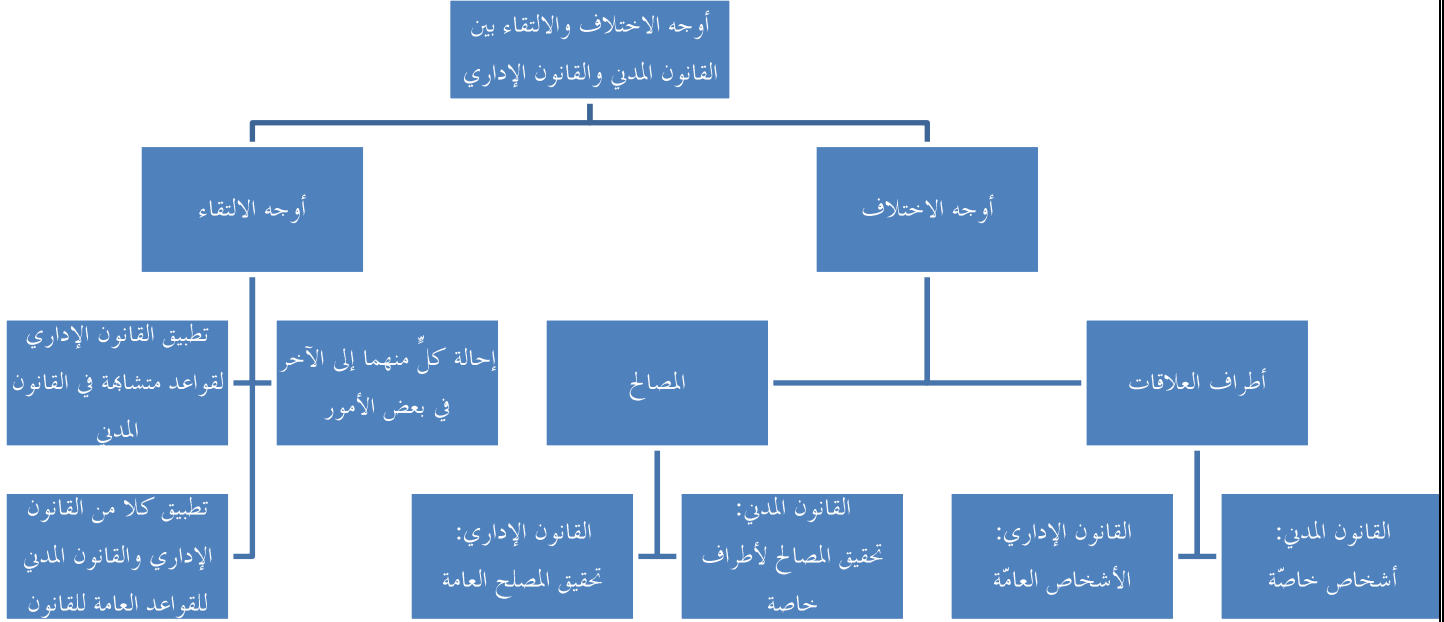 أوجه الاختلاف والالتقاء بين
القانون المدني والقانون الإداري
أوجه الاختلاف
أوجه الالتقاء
أطراف العلاقات
المصالح
إحالة كلٍّ منهما إلى الآخر
في بعض الأمور
تطبيق القانون الإداري
لقواعد متشابهة في القانون
المدني
القانون المدني:
أشخاص خاصّة
القانون الإداري:
الأشخاص العامّة
القانون المدني:
تحقيق المصالح لأطراف
خاصة
القانون الإداري:
تحقيق المصلح العامة
تطبيق كلا من القانون
الإداري والقانون المدني
للقواعد العامة للقانون